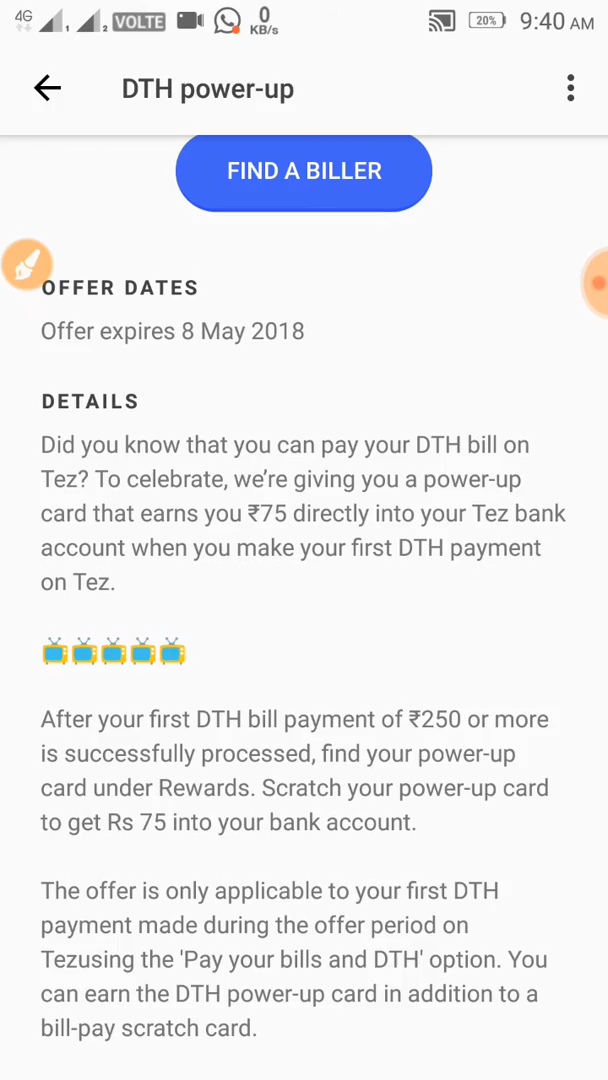 4G 1 2 VOLTE 0 KB/s 20% 9:40 AM
DTH power-up
FIND A BILLER
OFFER DATES
Offer expires 8 May 2018
DETAILS
Did you know that you can pay your DTH bill on
Tez? To celebrate, we’re giving you a power-up
card that earns you ₹75 directly into your Tez bank
account when you make your first DTH payment
on Tez.
After your first DTH bill payment of ₹250 or more
is successfully processed, find your power-up
card under Rewards. Scratch your power-up card
to get Rs 75 into your bank account.
The offer is only applicable to your first DTH
payment made during the offer period on
Tezusing the 'Pay your bills and DTH' option. You
can earn the DTH power-up card in addition to a
bill-pay scratch card.